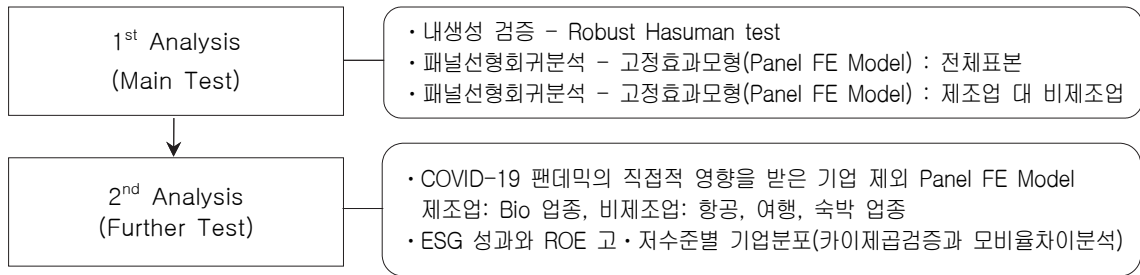 1st Analysis
(Main Test)
· 내생성 검증 - Robust Hasuman test
· 패널선형회귀분석 - 고정효과모형(Panel FE Model) : 전체표본
· 패널선형회귀분석 - 고정효과모형(Panel FE Model) : 제조업 대 비제조업
2nd Analysis
(Further Test)
· COVID-19 팬데믹의 직접적 영향을 받은 기업 제외 Panel FE Model
제조업: Bio 업종, 비제조업: 항공, 여행, 숙박 업종
· ESG 성과와 ROE 고·저수준별 기업분포(카이제곱검증과 모비율차이분석)